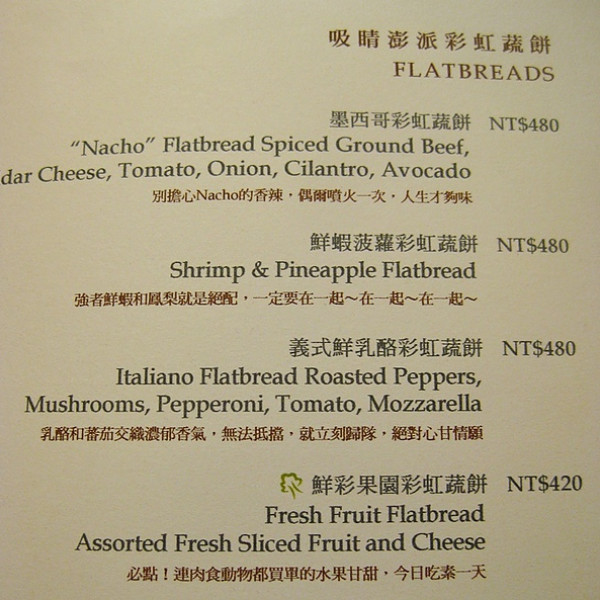 吸睛澎派彩虹蔬餅
FLATBREADS
墨西哥彩虹蔬餅 NT$480
“Nacho” Flatbread Spiced Ground Beef,
dar Cheese, Tomato, Onion, Cilantro, Avocado
別擔心Nacho的香辣，偶爾噴火一次，人生才夠味
鮮蝦菠蘿彩虹蔬餅 NT$480
Shrimp & Pineapple Flatbread
強者鮮蝦和鳳梨就是絕配，一定要在一起～在一起～在一起～
義式鮮乳酪彩虹蔬餅 NT$480
Italiano Flatbread Roasted Peppers,
Mushrooms, Pepperoni, Tomato, Mozzarella
乳酪和蕃茄交織濃郁香氣，無法抵擋，就立刻歸隊，絕對心甘情願
鮮彩果園彩虹蔬餅 NT$420
Fresh Fruit Flatbread
Assorted Fresh Sliced Fruit and Cheese
必點！連肉食動物都買單的水果甘甜，今日吃素一天